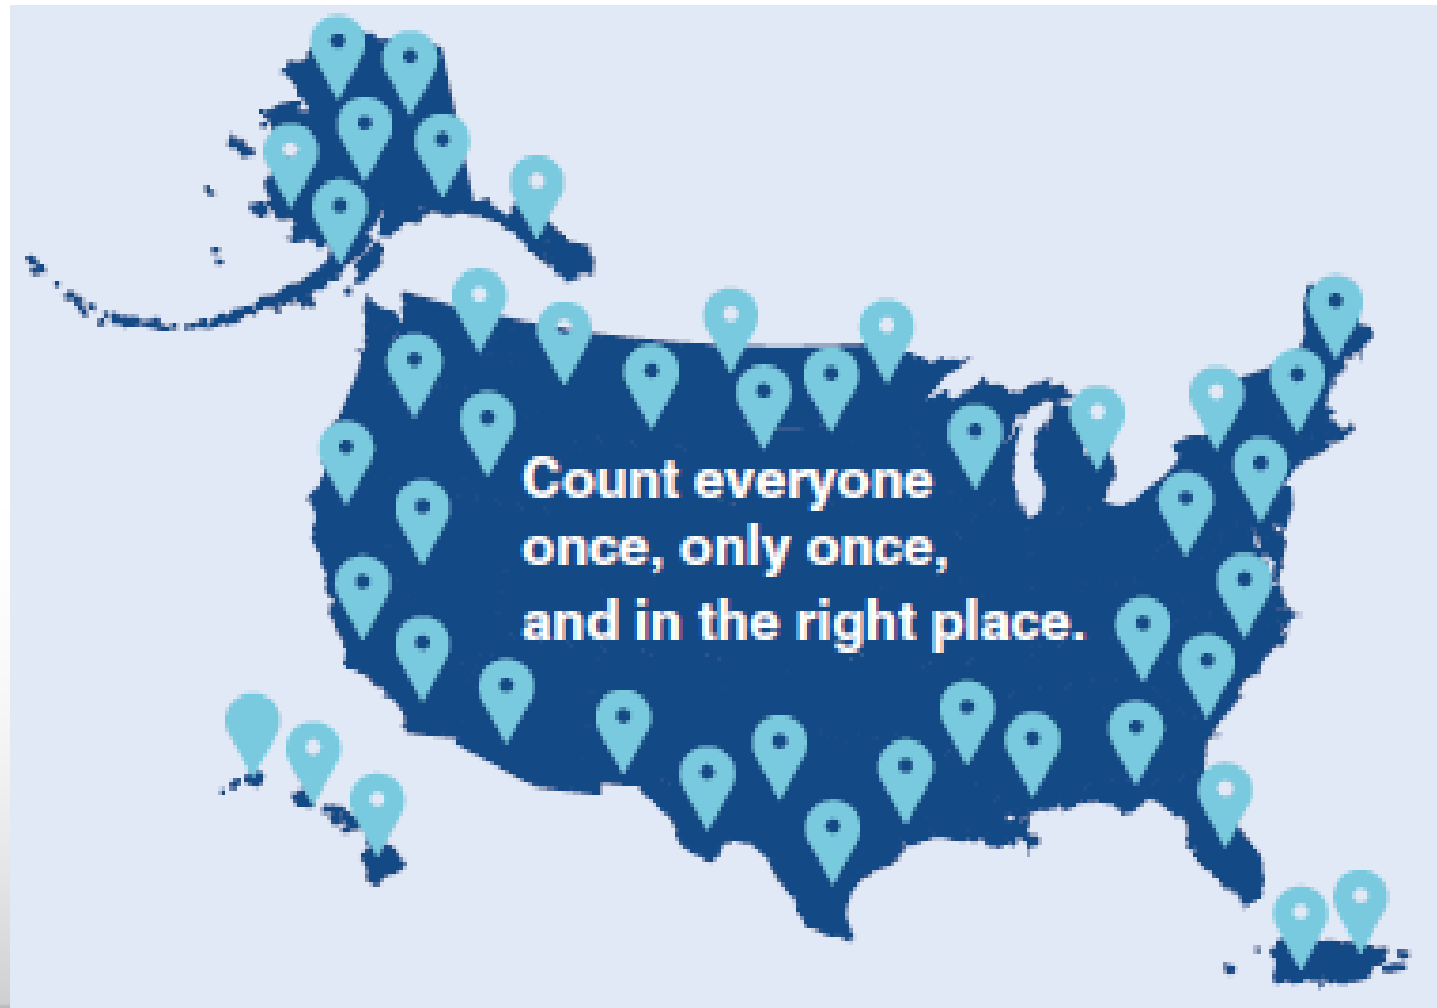 Count everyone
once, only once,
and in the right place.